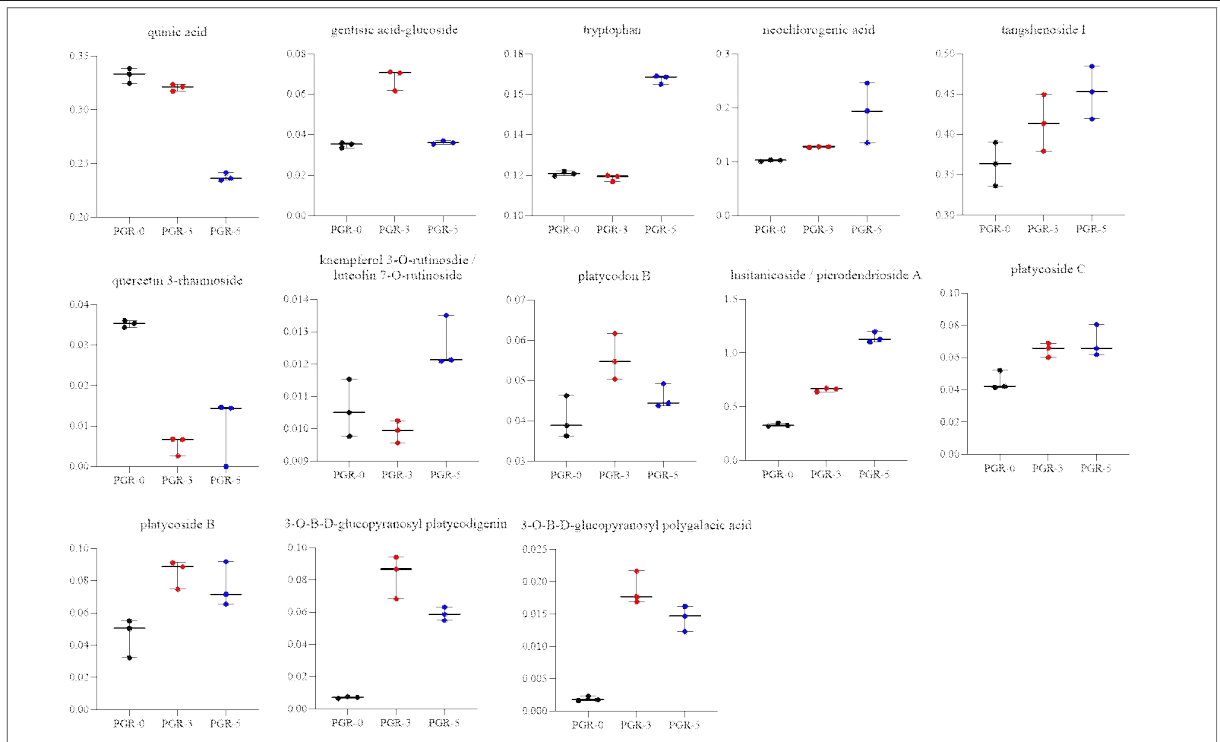 quinic acid
0.35
0.30
0.25
0.20
PGR-0 PGR-3 PGR-5
gentisic acid-glucoside
0.08
0.06
0.04
0.02
0.00
PGR-0 PGR-3 PGR-5
tryptophan
0.18
0.16
0.14
0.12
0.10
PGR-0 PGR-3 PGR-5
neochlorogenic acid
0.3
0.2
0.1
0.0
PGR-0 PGR-3 PGR-5
tangshenoside I
0.50
0.45
0.40
0.35
0.30
PGR-0 PGR-3 PGR-5
quercetin 3-rhamnoside
0.04
0.03
0.02
0.01
0.00
PGR-0 PGR-3 PGR-5
kaempferol 3-O-rutinosdie /
luteolin 7-O-rutinoside
0.014
0.013
0.012
0.011
0.010
0.009
PGR-0 PGR-3 PGR-5
platycodon B
0.07
0.06
0.05
0.04
0.03
PGR-0 PGR-3 PGR-5
lusitanicoside / picrodendrioside A
1.5
1.0
0.5
0.0
PGR-0 PGR-3 PGR-5
platycoside C
0.10
0.08
0.06
0.04
0.02
0.00
PGR-0 PGR-3 PGR-5
platycoside B
0.10
0.08
0.06
0.04
0.02
0.00
PGR-0 PGR-3 PGR-5
3-O-B-D-glucopyranosyl platycodigenin
0.10
0.08
0.06
0.04
0.02
0.00
PGR-0 PGR-3 PGR-5
3-O-B-D-glucopyranosyl polygalacic acid
0.025
0.020
0.015
0.010
0.005
0.000
PGR-0 PGR-3 PGR-5